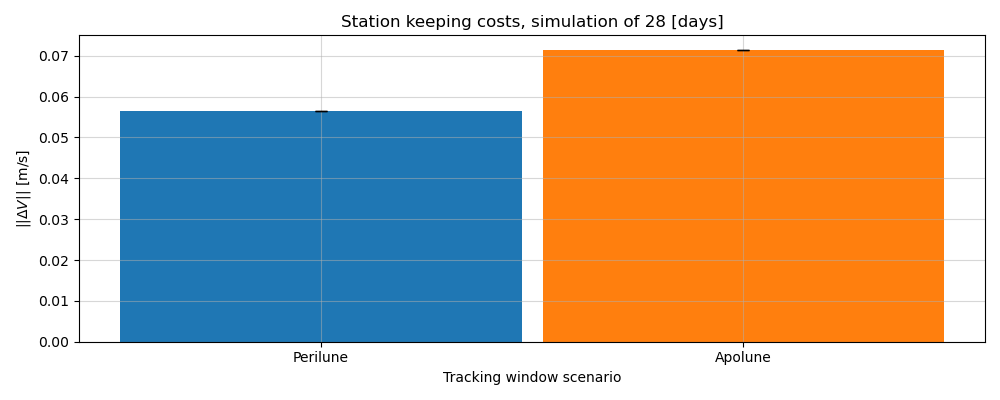 Station keeping costs, simulation of 28 [days]
0.07
0.06
0.05
0.04
0.03
0.02
0.01
0.00
||ΔV|| [m/s]
Perilune
Apolune
Tracking window scenario